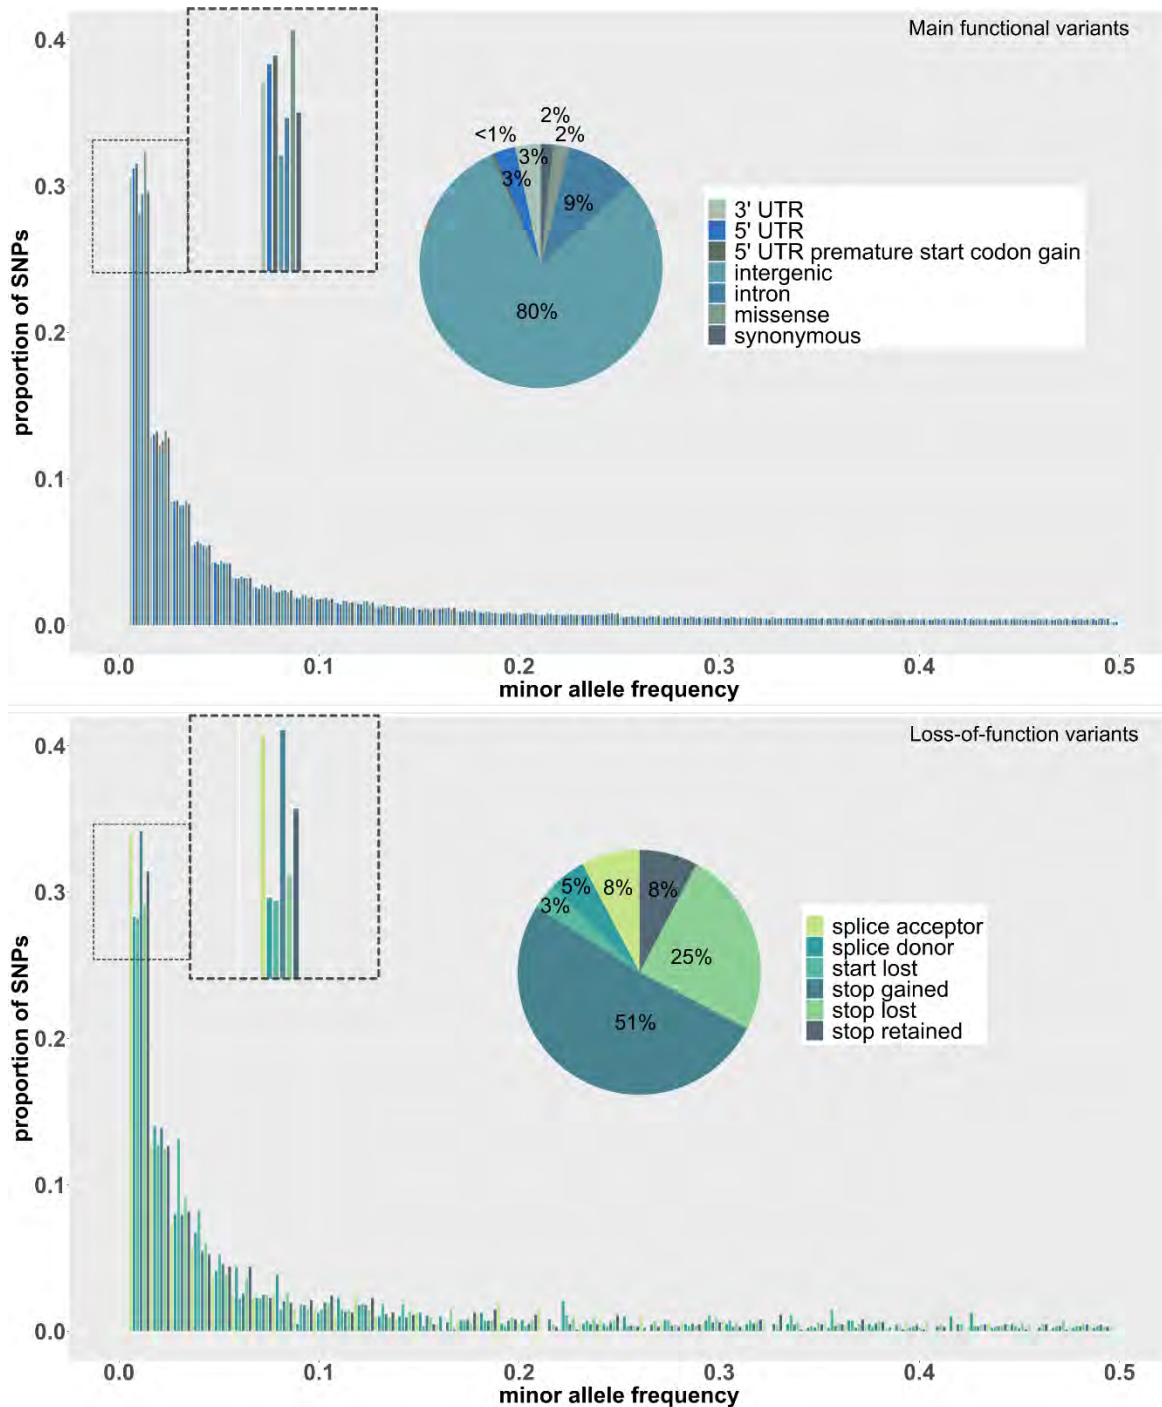 Main functional variants
0.4
0.3
0.2
0.1
0.0
proportion of SNPs
2%
<1%
2%
3%
3%
9%
80%
3' UTR
5' UTR
5' UTR premature start codon gain
intergenic
intron
missense
synonymous
0.0 0.1 0.2 0.3 0.4 0.5
minor allele frequency
Loss-of-function variants
0.4
0.3
0.2
0.1
0.0
proportion of SNPs
5%
8%
8%
3%
25%
51%
splice acceptor
splice donor
start lost
stop gained
stop lost
stop retained
0.0 0.1 0.2 0.3 0.4 0.5
minor allele frequency